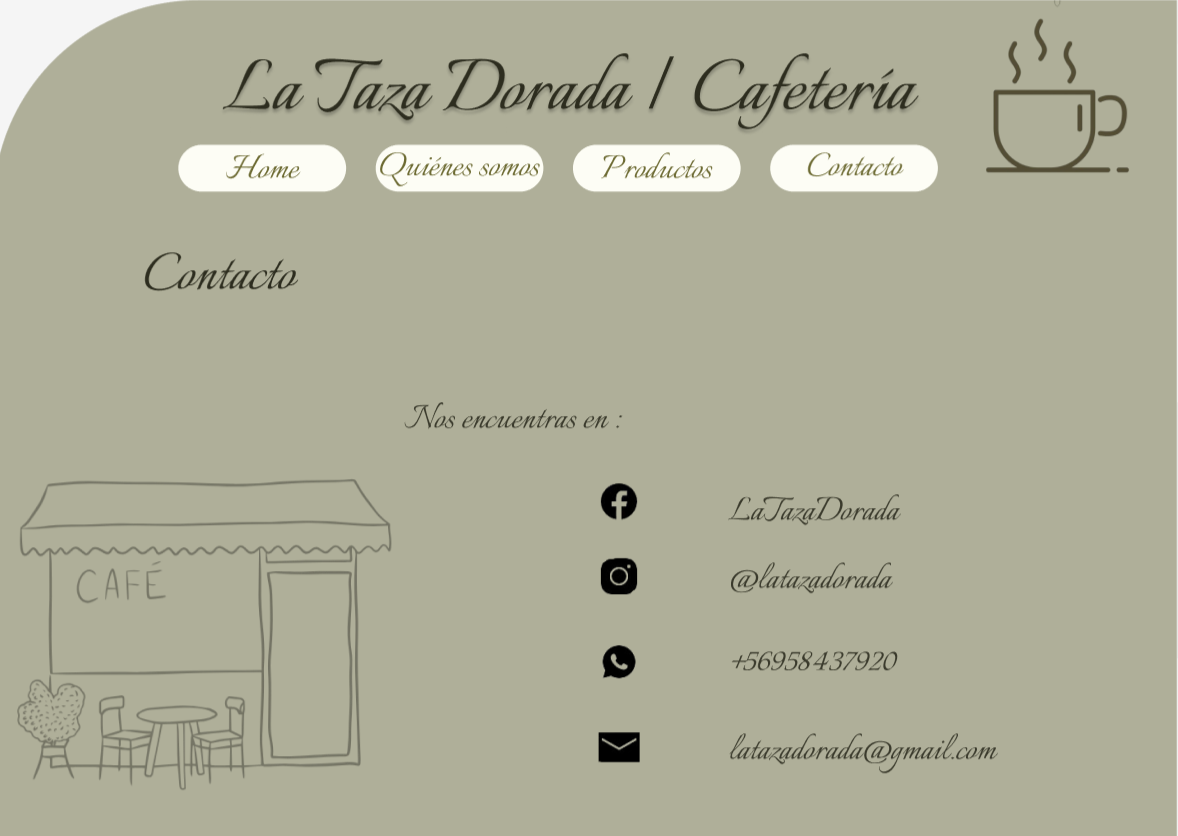 La Taza Dorada / Cafetería
Home Quiénes somos Productos Contacto
Contacto
Nos encuentras en :
LaTazaDorada
CAFÉ
@latazadorada
+56958437920
latazadorada@gmail.com